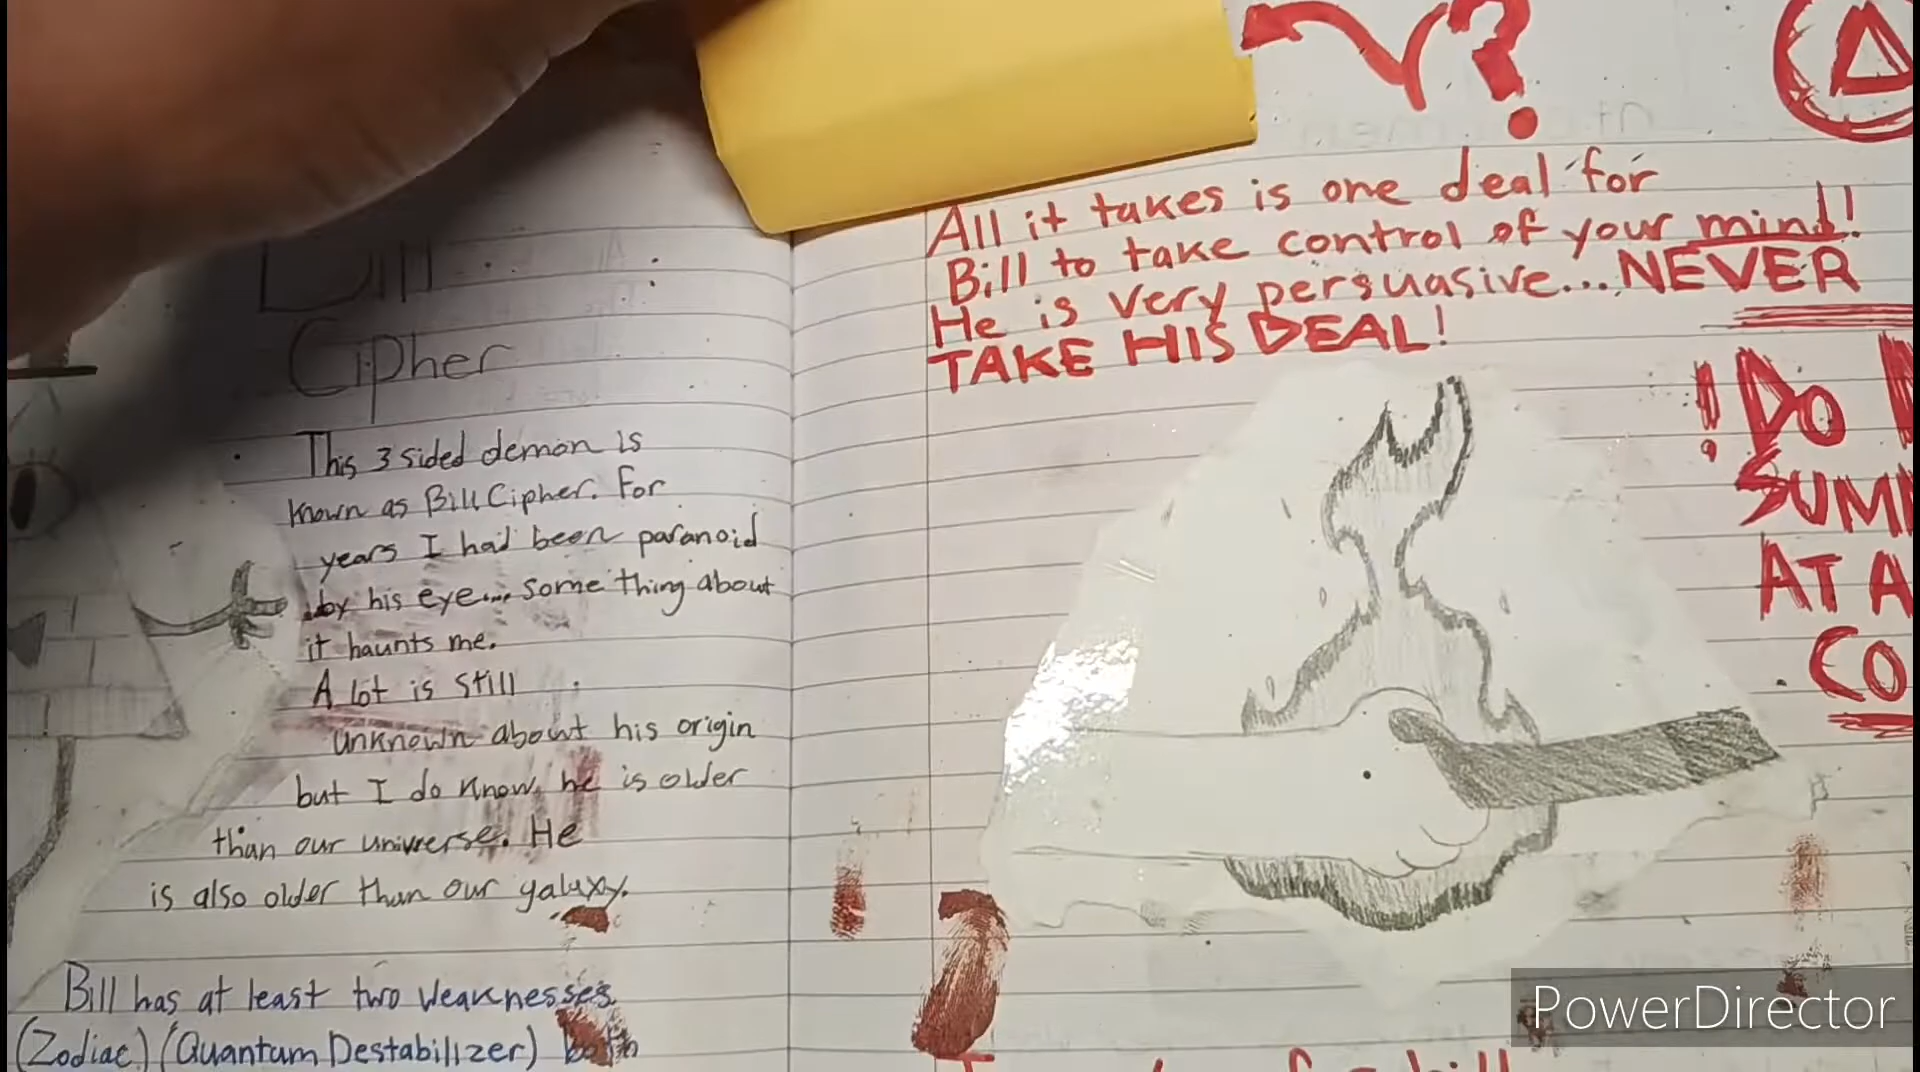 Bill
Cipher
This 3 sided demon is
known as Bill Cipher. For
years I had been paranoid
by his eye.... some thing about
it haunts me.
A lot is still
unknown about his origin
but I do know, he is older
than our universe. He
is also older than our galaxy.
Bill has at least two weaknesses.
(Zodiac) (Quantum Destabilizer) both
?
All it takes is one deal for
Bill to take control of your mind!
He is very persuasive... NEVER
TAKE HIS DEAL!
! Do
SUM
AT A
CO
PowerDirector